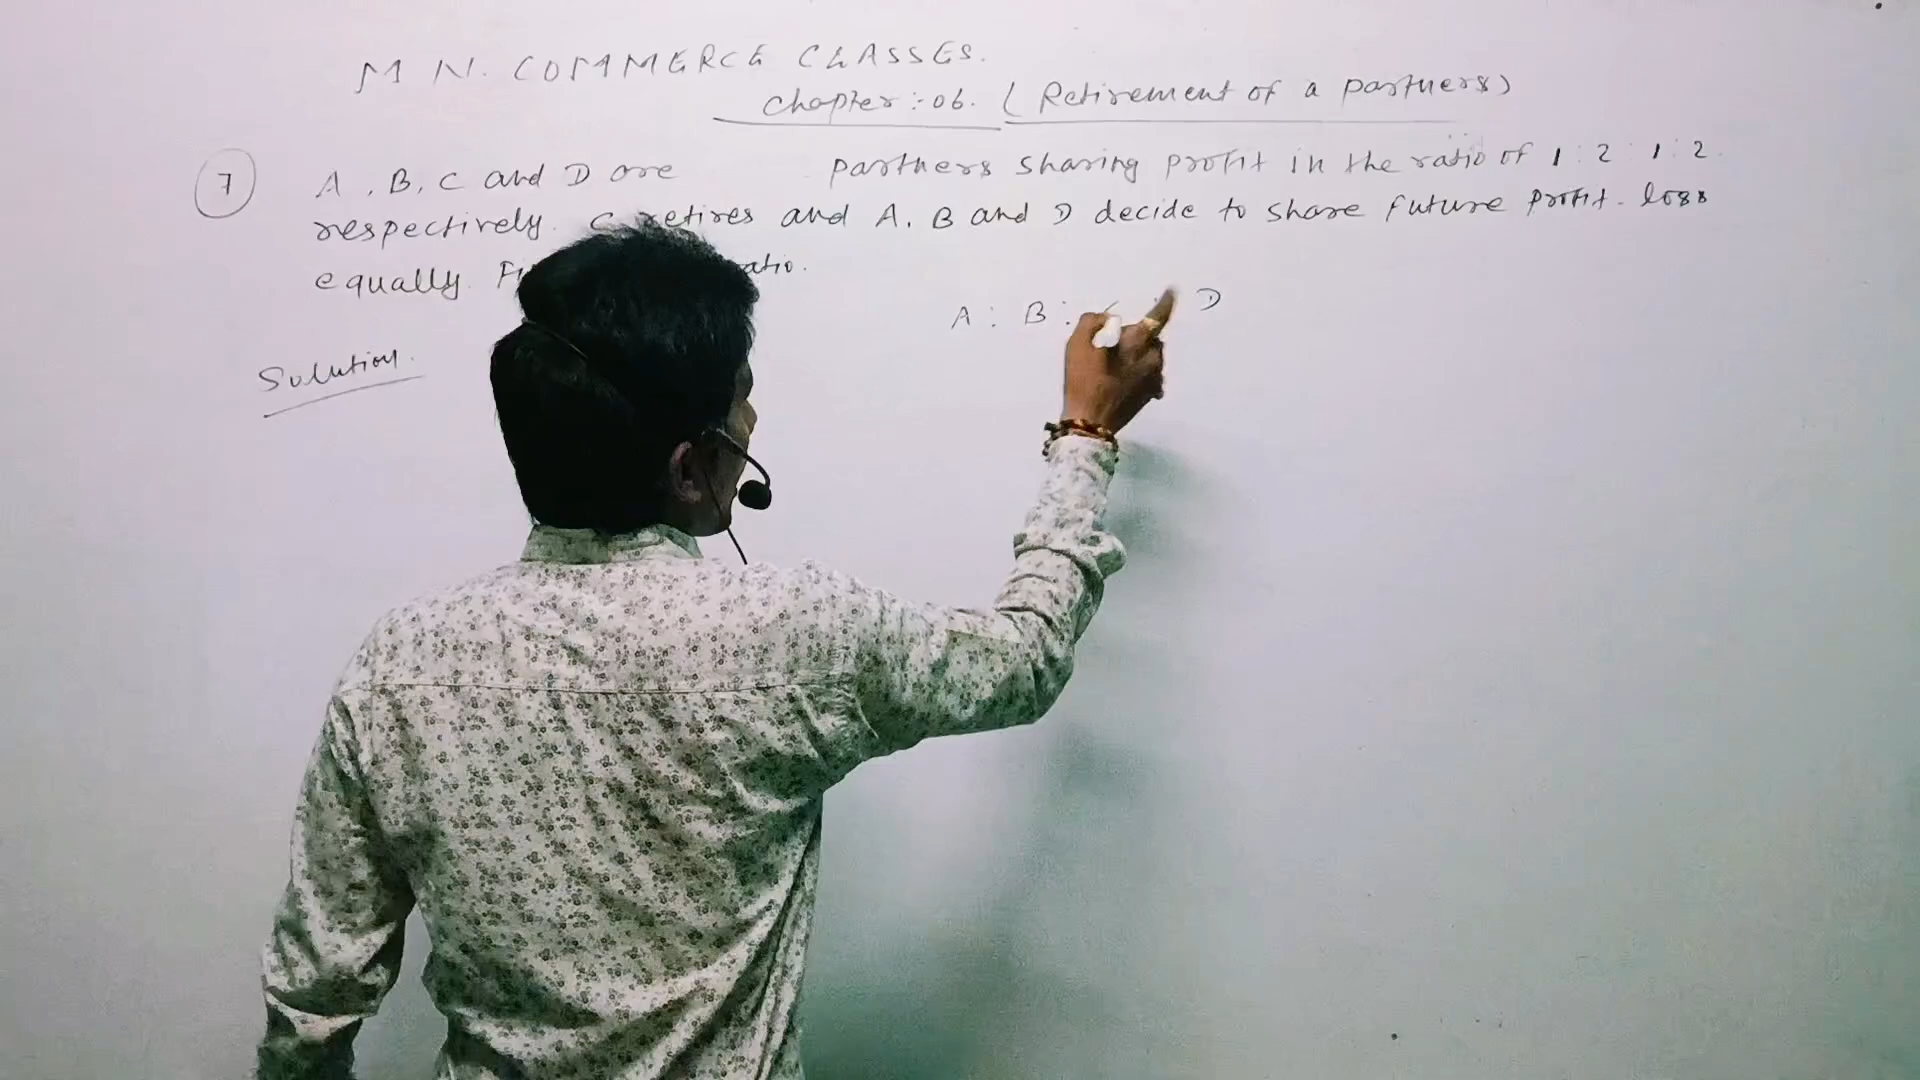 M N. COMMERCE CLASSES.
Chapter :- 06. (Retirement of a partners)
7 A, B, C and D are partners sharing profit in the ratio of 1 : 2 : 1 : 2.
respectively. C retires and A, B and D decide to share future profit - loss
equally.
Solution.
A : B : D